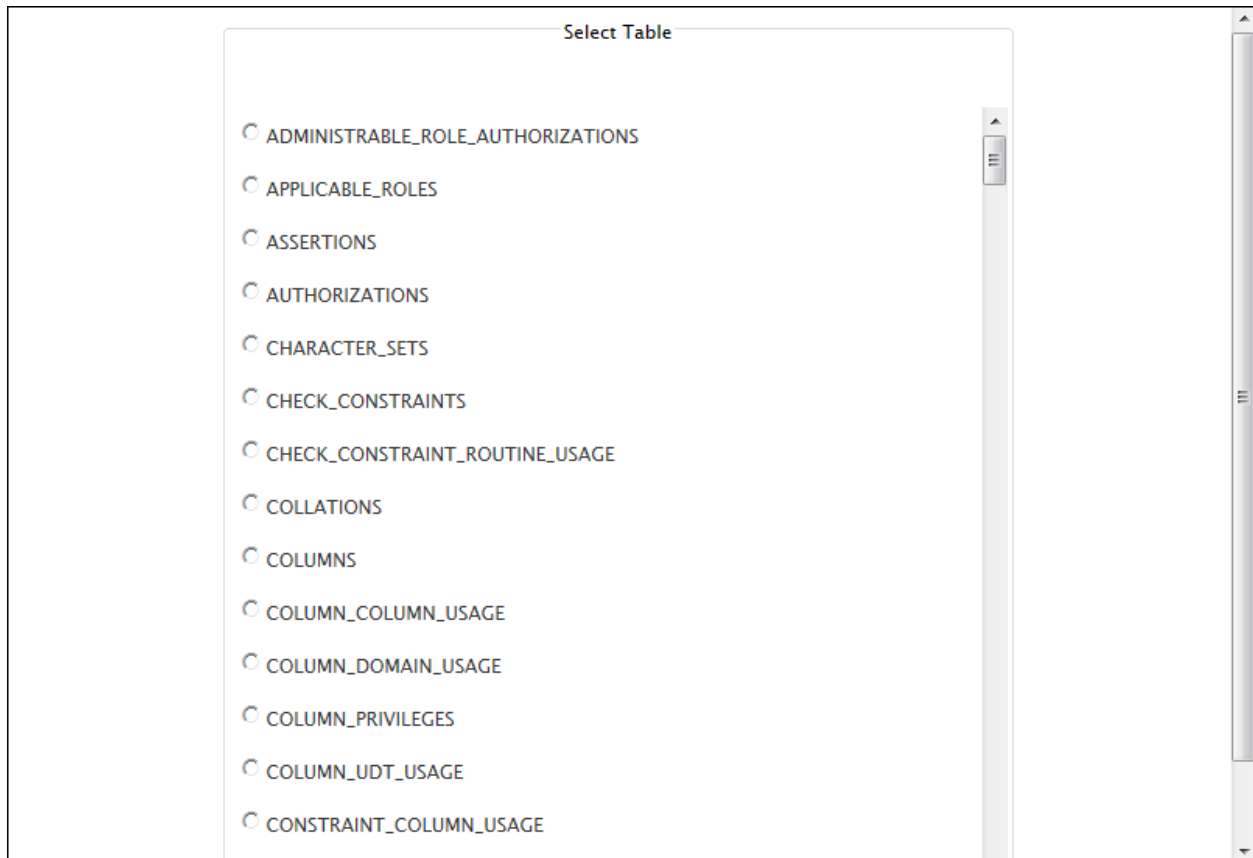 Select Table
ADMINISTRABLE_ROLE_AUTHORIZATIONS
APPLICABLE_ROLES
ASSERTIONS
AUTHORIZATIONS
CHARACTER_SETS
CHECK_CONSTRAINTS
CHECK_CONSTRAINT_ROUTINE_USAGE
COLLATIONS
COLUMNS
COLUMN_COLUMN_USAGE
COLUMN_DOMAIN_USAGE
COLUMN_PRIVILEGES
COLUMN_UDT_USAGE
CONSTRAINT_COLUMN_USAGE